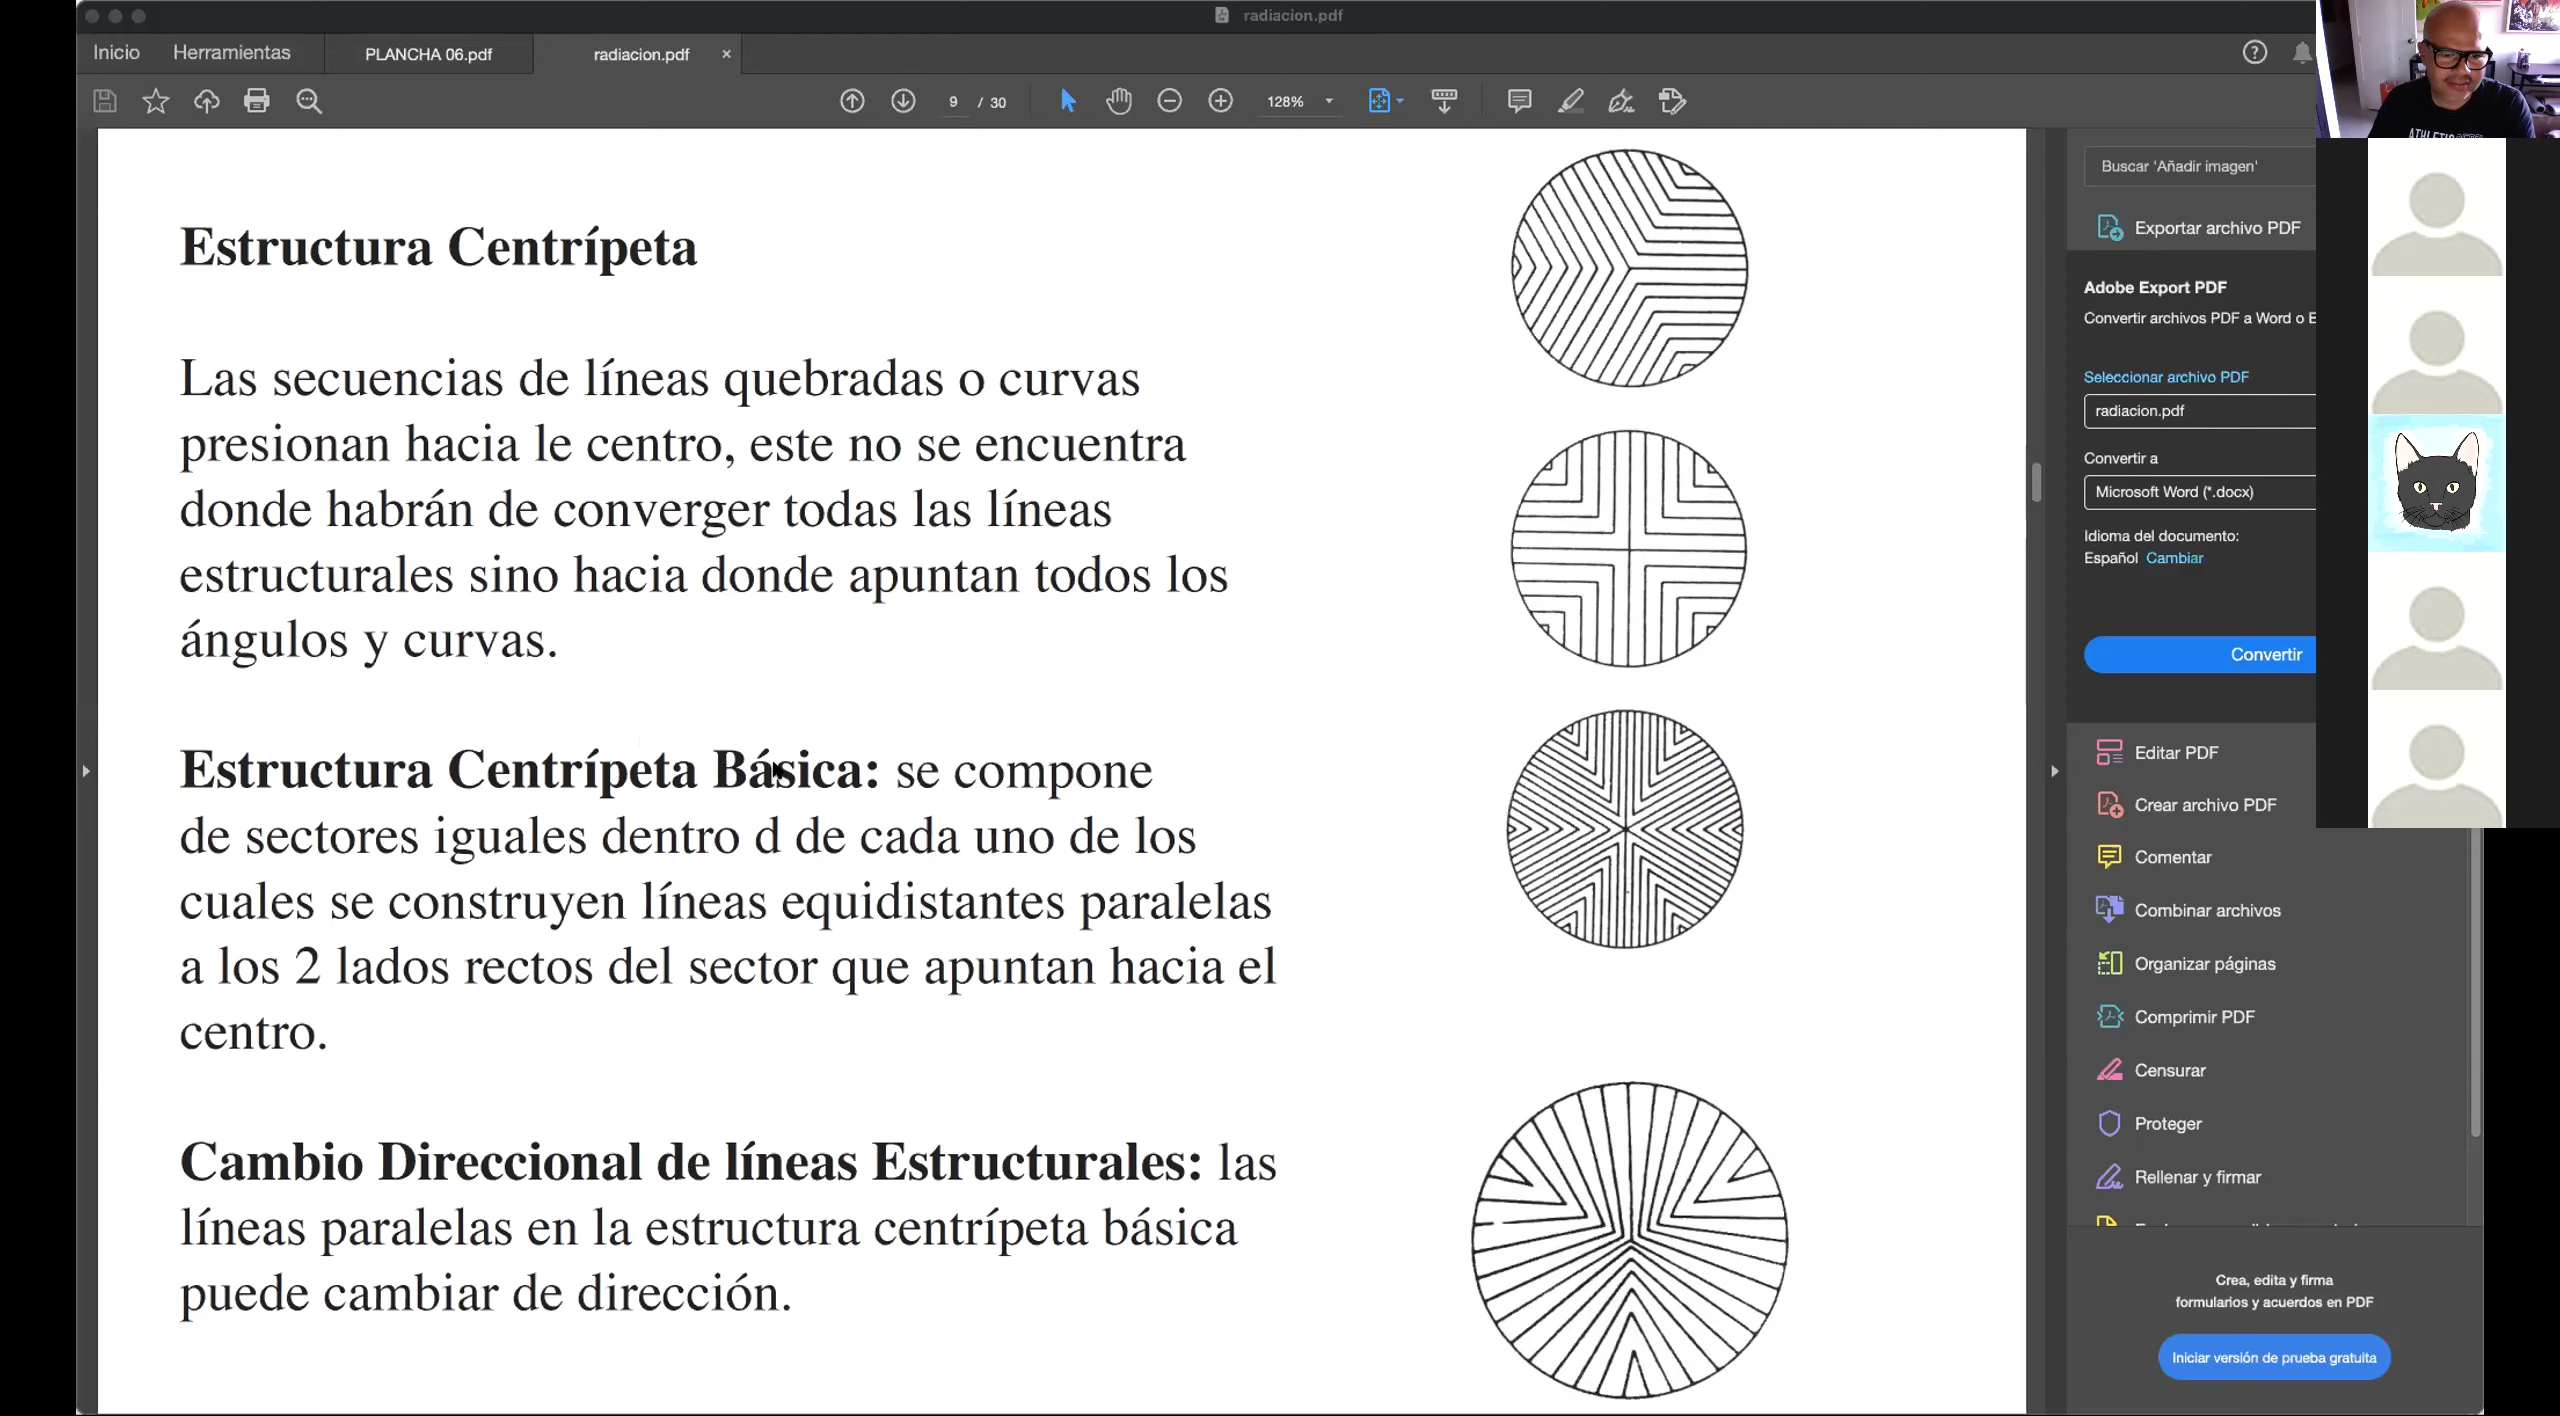 radiacion.pdf
Inicio Herramientas PLANCHA 06.pdf radiacion.pdf ×
9 / 30 128%
Estructura Centrípeta
Las secuencias de líneas quebradas o curvas
presionan hacia le centro, este no se encuentra
donde habrán de converger todas las líneas
estructurales sino hacia donde apuntan todos los
ángulos y curvas.
Estructura Centrípeta Básica: se compone
de sectores iguales dentro d de cada uno de los
cuales se construyen líneas equidistantes paralelas
a los 2 lados rectos del sector que apuntan hacia el
centro.
Cambio Direccional de líneas Estructurales: las
líneas paralelas en la estructura centrípeta básica
puede cambiar de dirección.
Buscar 'Añadir imagen'
Exportar archivo PDF
Adobe Export PDF
Convertir archivos PDF a Word o E
Seleccionar archivo PDF
radiacion.pdf
Convertir a
Microsoft Word (*.docx)
Idioma del documento:
Español Cambiar
Convertir
Editar PDF
Crear archivo PDF
Comentar
Combinar archivos
Organizar páginas
Comprimir PDF
Censurar
Proteger
Rellenar y firmar
Crea, edita y firma
formularios y acuerdos en PDF
Iniciar versión de prueba gratuita